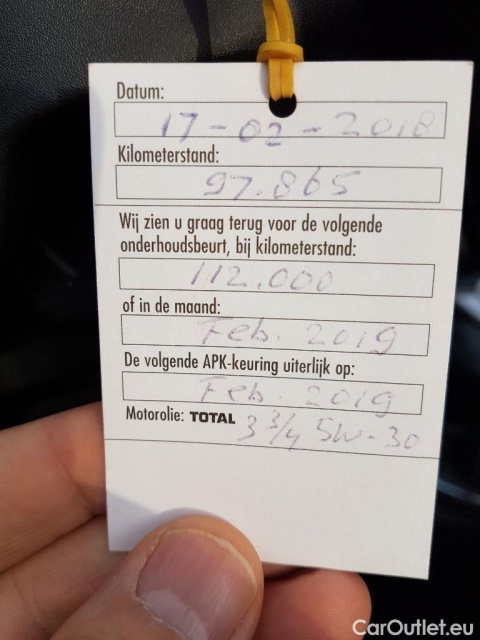 Datum:
17-02-2018
Kilometerstand:
97.865
Wij zien u graag terug voor de volgende
onderhoudsbeurt, bij kilometerstand:
112.000
of in de maand:
Feb. 2019
De volgende APK-keuring uiterlijk op:
Feb. 2019
Motorolie: TOTAL 3 3/4 5W-30
CarOutlet.eu